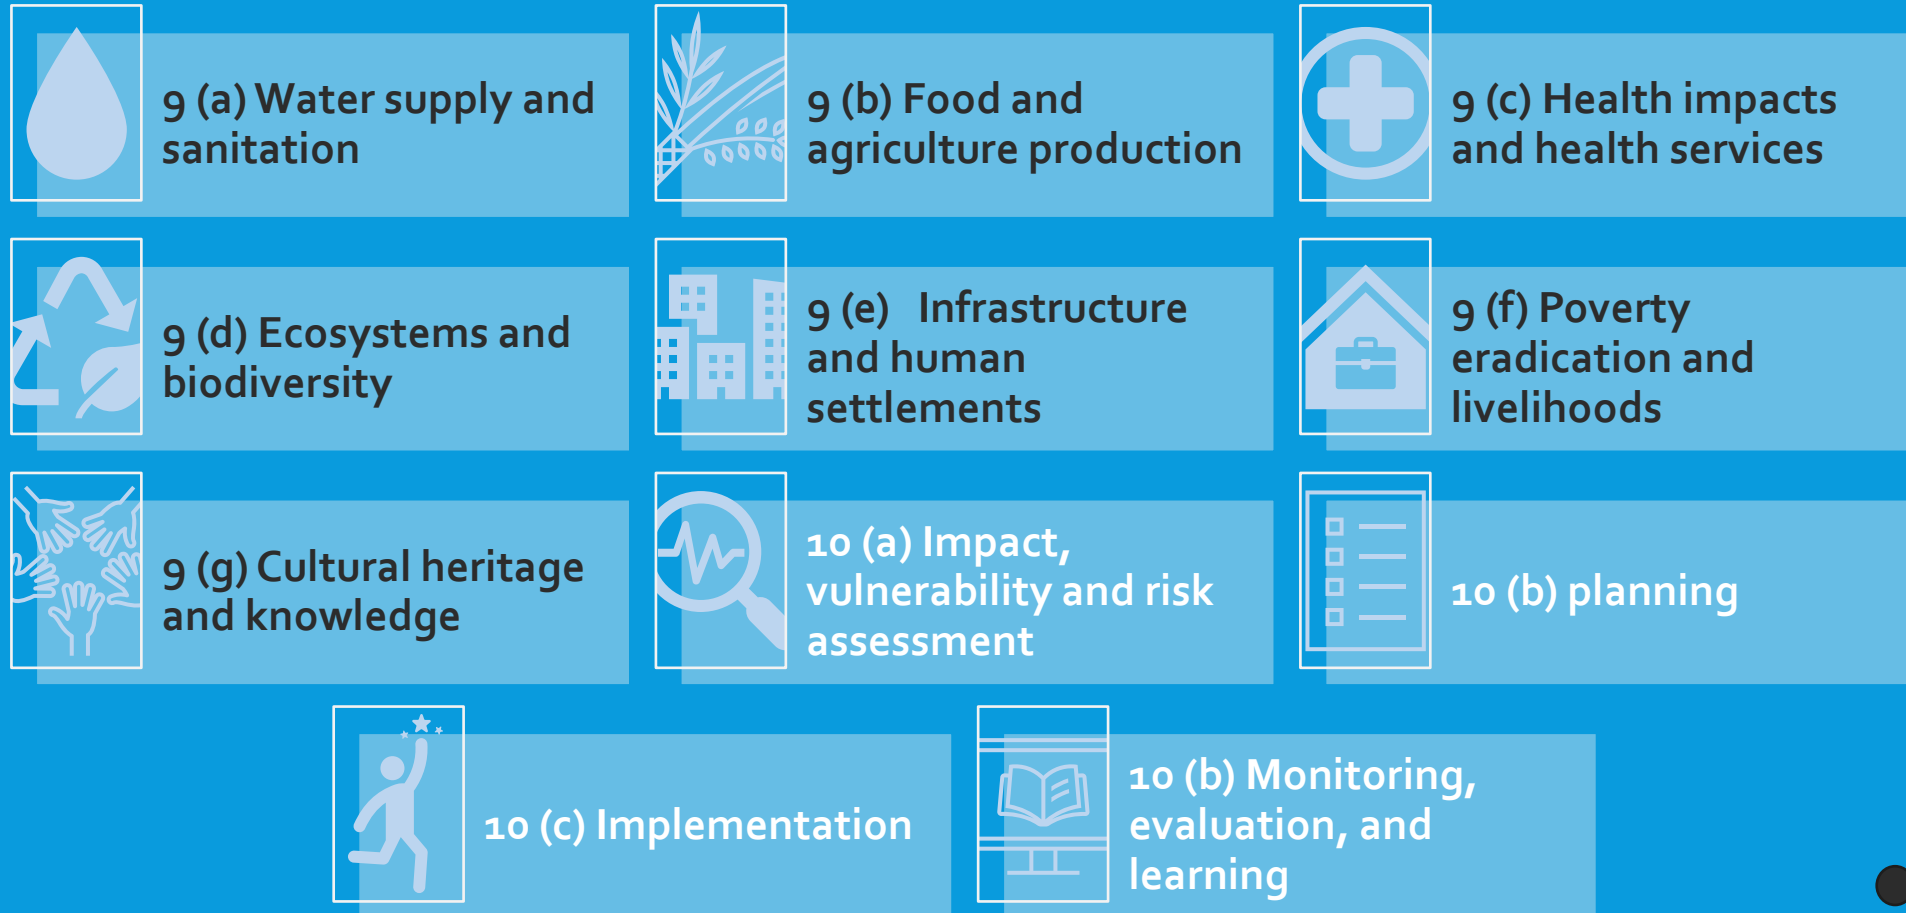 9 (a) Water supply and
sanitation
9 (b) Food and
agriculture production
9 (c) Health impacts
and health services
9 (d) Ecosystems and
biodiversity
9 (e) Infrastructure
and human
settlements
9 (f) Poverty
eradication and
livelihoods
9 (g) Cultural heritage
and knowledge
10 (a) Impact,
vulnerability and risk
assessment
10 (b) planning
10 (c) Implementation
10 (b) Monitoring,
evaluation, and
learning